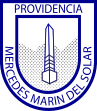 PROVIDENCIA
MERCEDES MARIN DEL SOLAR